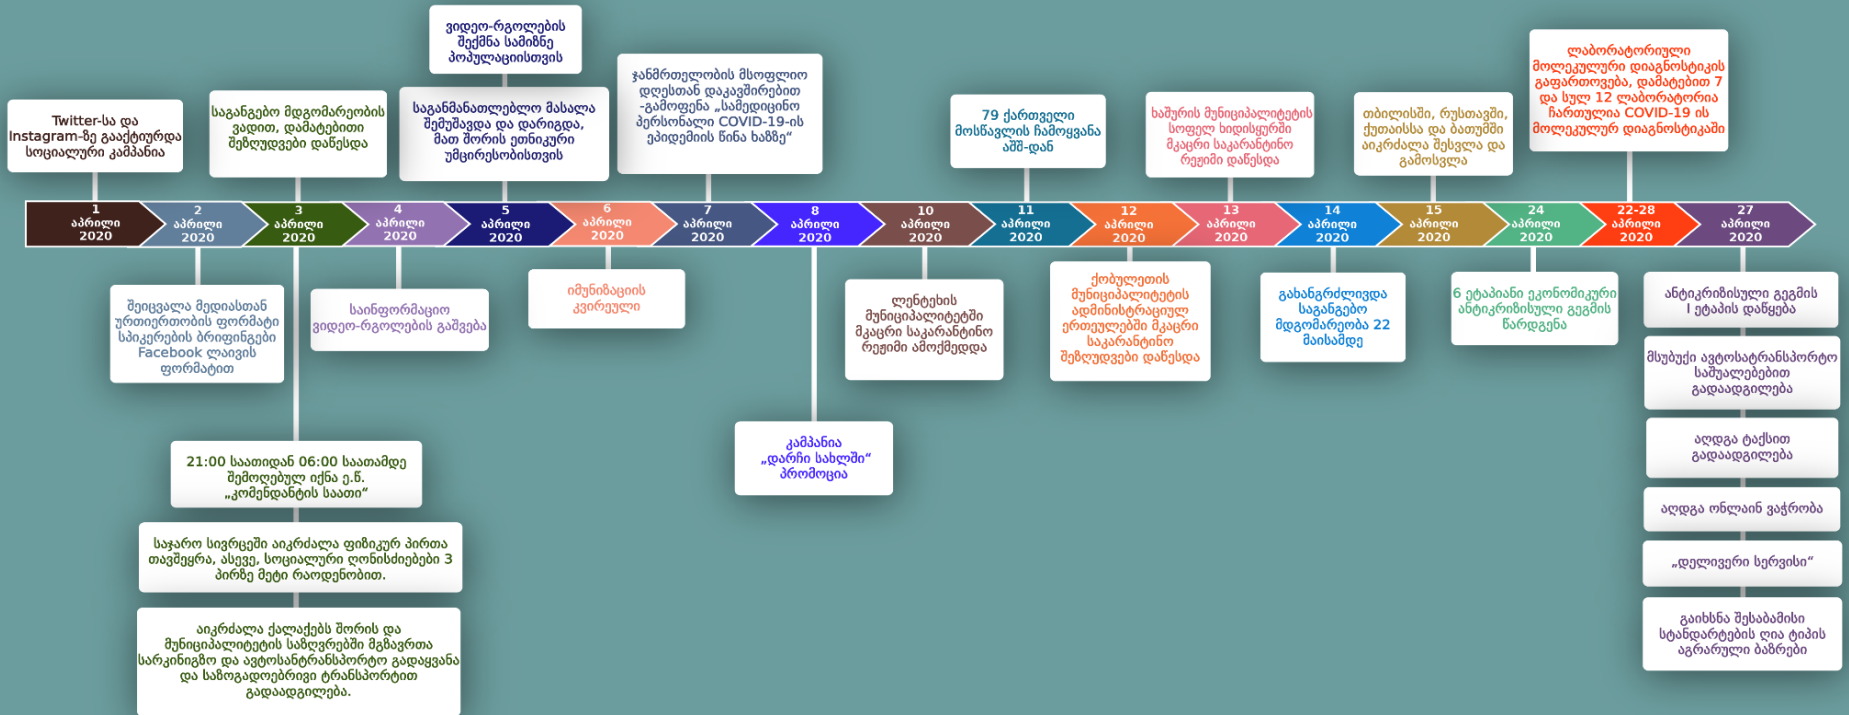 ვიდეო-რგოლების
შექმნა სამიზნე
პოპულაციისთვის
Twitter-სა და
Instagram-ზე გააქტიურდა
სოციალური კამპანია
საგანგებო მდგომარეობის
ვადით, დამატებითი
შეზღუდვები დაწესდა
საგანმანათლებლო მასალა
შემუშავდა და დარიგდა,
მათ შორის ეთნიკური
უმცირესობისთვის
ჯანმრთელობის მსოფლიო
დღესთან დაკავშირებით
-გამოფენა „სამედიცინო
პერსონალი COVID-19-ის
ეპიდემიის წინა ხაზზე“
79 ქართველი
მოსწავლის ჩამოყვანა
აშშ-დან
ხაშურის მუნიციპალიტეტის
სოფელ ხიდისყურში
მკაცრი საკარანტინო
რეჟიმი დაწესდა
თბილისში, რუსთავში,
ქუთაისსა და ბათუმში
აიკრძალა შესვლა და
გამოსვლა
ლაბორატორიული
მოლეკულური დიაგნოსტიკის
გაფართოვება, დამატებით 7
და სულ 12 ლაბორატორია
ჩართულია COVID-19 ის
მოლეკულურ დიაგნოსტიკაში
1
აპრილი
2020
2
აპრილი
2020
3
აპრილი
2020
4
აპრილი
2020
5
აპრილი
2020
6
აპრილი
2020
7
აპრილი
2020
8
აპრილი
2020
10
აპრილი
2020
11
აპრილი
2020
12
აპრილი
2020
13
აპრილი
2020
14
აპრილი
2020
15
აპრილი
2020
24
აპრილი
2020
22-28
აპრილი
2020
27
აპრილი
2020
შეიცვალა მედიასთან
ურთიერთობის ფორმატი
სპიკერების ბრიფინგები
Facebook ლაივის
ფორმატით
საინფორმაციო
ვიდეო-რგოლების გაშვება
იმუნიზაციის
კვირეული
ლენტეხის
მუნიციპალიტეტში
მკაცრი საკარანტინო
რეჟიმი ამოქმედდა
ქობულეთის
მუნიციპალიტეტის
ადმინისტრაციულ
ერთეულებში მკაცრი
საკარანტინო
შეზღუდვები დაწესდა
გახანგრძლივდა
საგანგებო
მდგომარეობა 22
მაისამდე
6 ეტაპიანი ეკონომიკური
ანტიკრიზისული გეგმის
წარდგენა
ანტიკრიზისული გეგმის
I ეტაპის დაწყება
მსუბუქი ავტოსატრანსპორტო
საშუალებებით
გადაადგილება
აღდგა ტაქსით
გადაადგილება
აღდგა ონლაინ ვაჭრობა
„დელივერი სერვისი“
გაიხსნა შესაბამისი
სტანდარტების ღია ტიპის
აგრარული ბაზრები
კამპანია
„დარჩი სახლში“
პრომოცია
21:00 საათიდან 06:00 საათამდე
შემოღებულ იქნა ე.წ.
„კომენდანტის საათი“
საჯარო სივრცეში აიკრძალა ფიზიკურ პირთა
თავშეყრა, ასევე, სოციალური ღონისძიებები 3
პირზე მეტი რაოდენობით.
აიკრძალა ქალაქებს შორის და
მუნიციპალიტეტის საზღვრებში მგზავრთა
სარკინიგზო და ავტოსანტრანსპორტო გადაყვანა
და საზოგადოებრივი ტრანსპორტით
გადაადგილება.